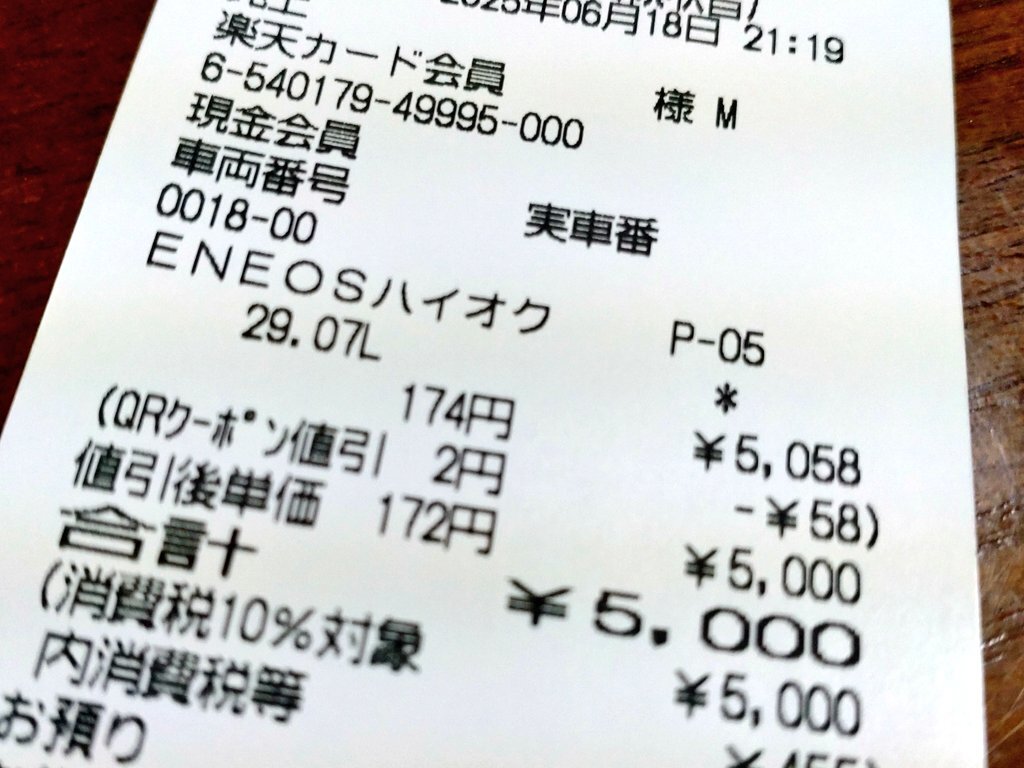 売上 2025年06月18日 21:19
楽天カード会員
6-540179-49995-000 様 M
現金会員
車両番号
0018-00 実車番
ENEOSハイオク
29.07L P-05
174円 *
(QRクーポン値引 2円 ¥5,058
値引後単価 172円 -¥58)
¥5,000
合計 ¥5,000
(消費税10%対象 ¥5,000
内消費税等 ¥455)
お預り